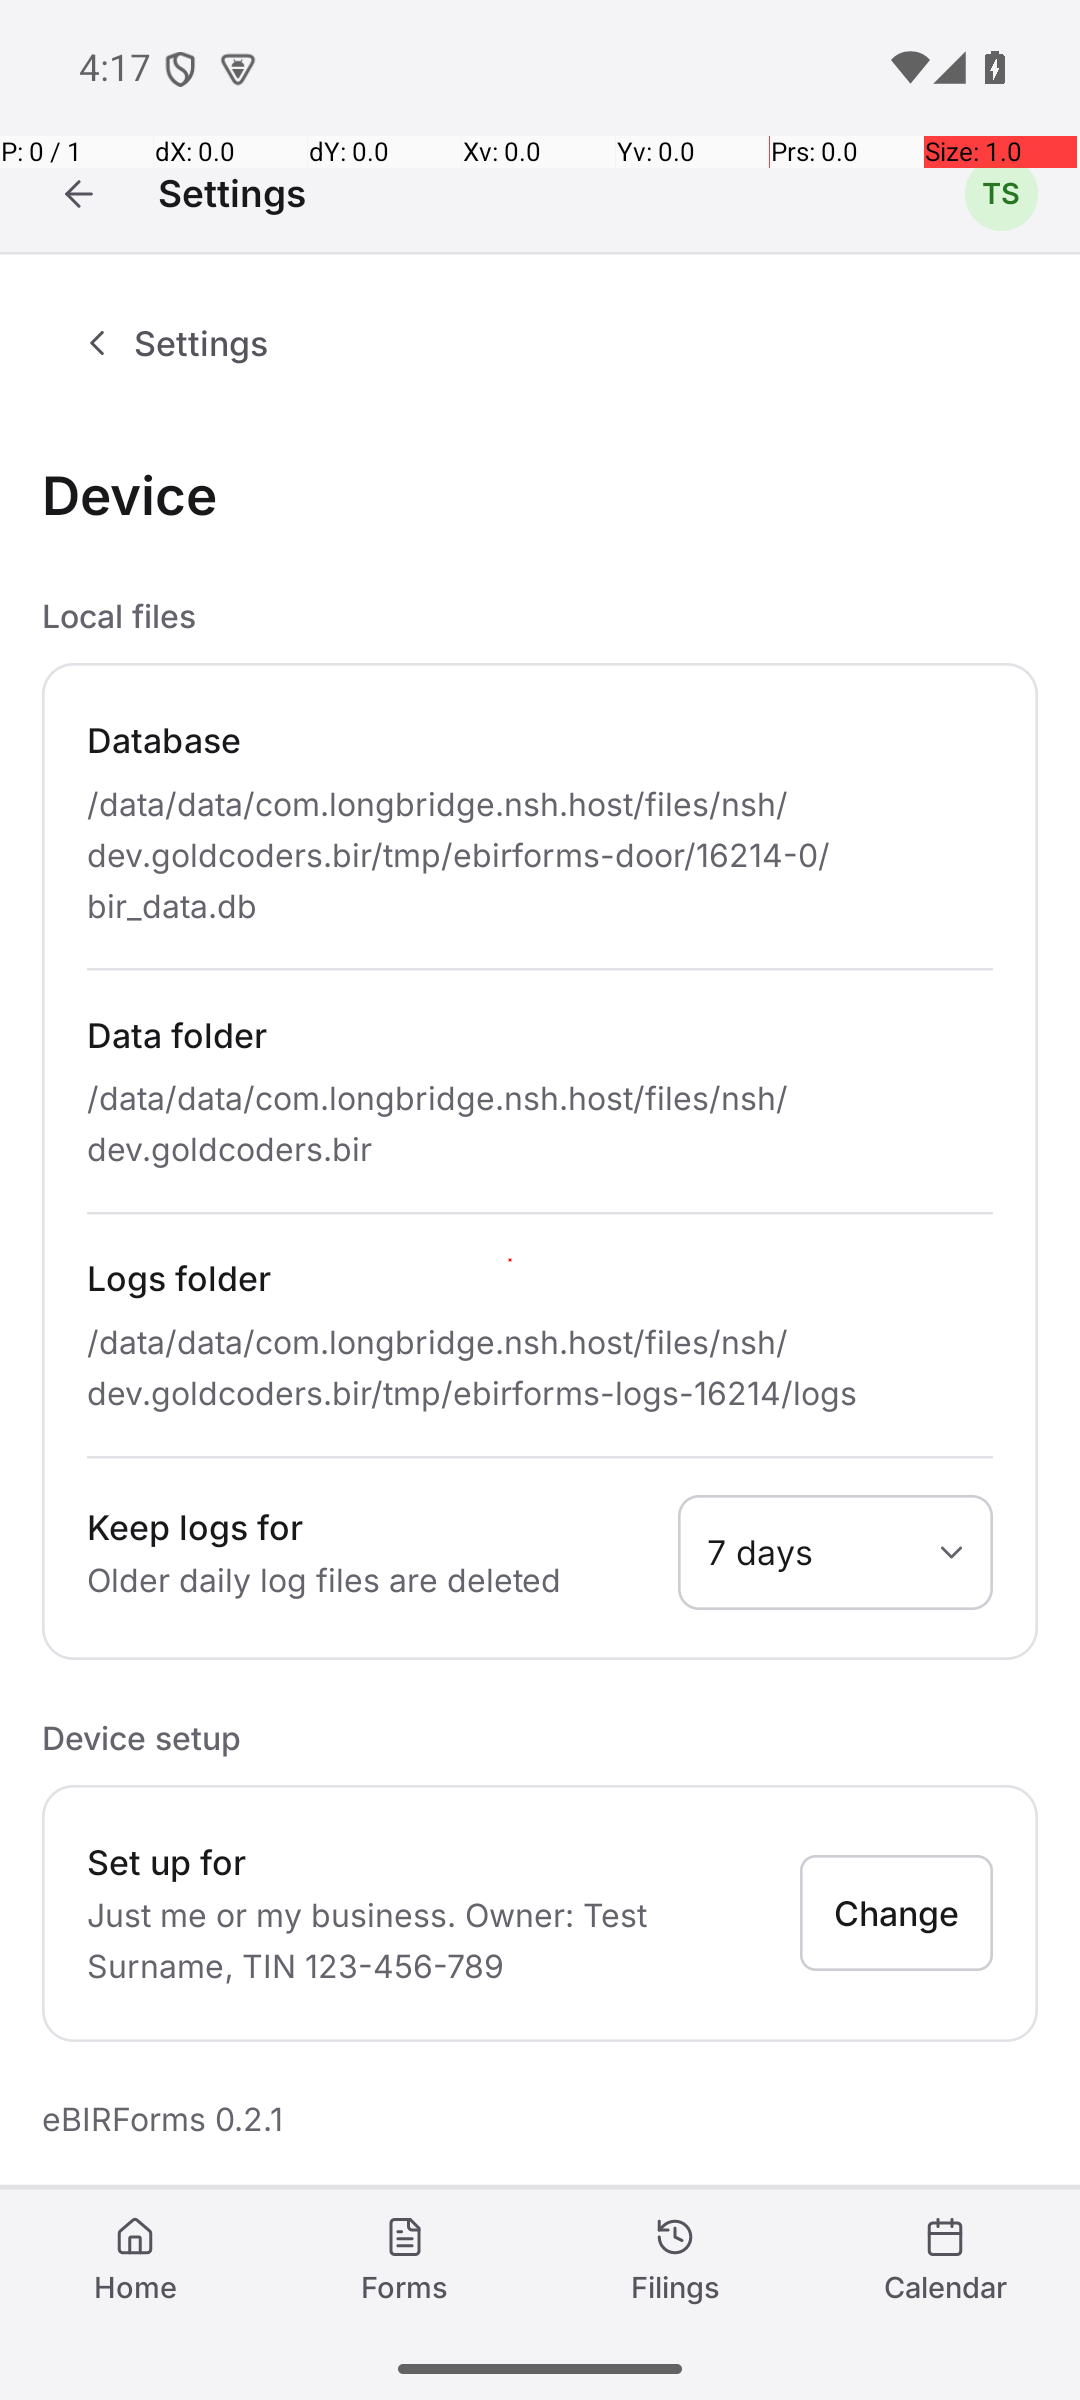 4:17
P: 0 / 1 dX: 0.0 dY: 0.0 Xv: 0.0 Yv: 0.0 Prs: 0.0 Size: 1.0
Settings TS
Settings
Device
Local files
Database
/data/data/com.longbridge.nsh.host/files/nsh/
dev.goldcoders.bir/tmp/ebirforms-door/16214-0/
bir_data.db
Data folder
/data/data/com.longbridge.nsh.host/files/nsh/
dev.goldcoders.bir
Logs folder
/data/data/com.longbridge.nsh.host/files/nsh/
dev.goldcoders.bir/tmp/ebirforms-logs-16214/logs
Keep logs for
Older daily log files are deleted
7 days
Device setup
Set up for
Just me or my business. Owner: Test
Surname, TIN 123-456-789
Change
eBIRForms 0.2.1
Home Forms Filings Calendar